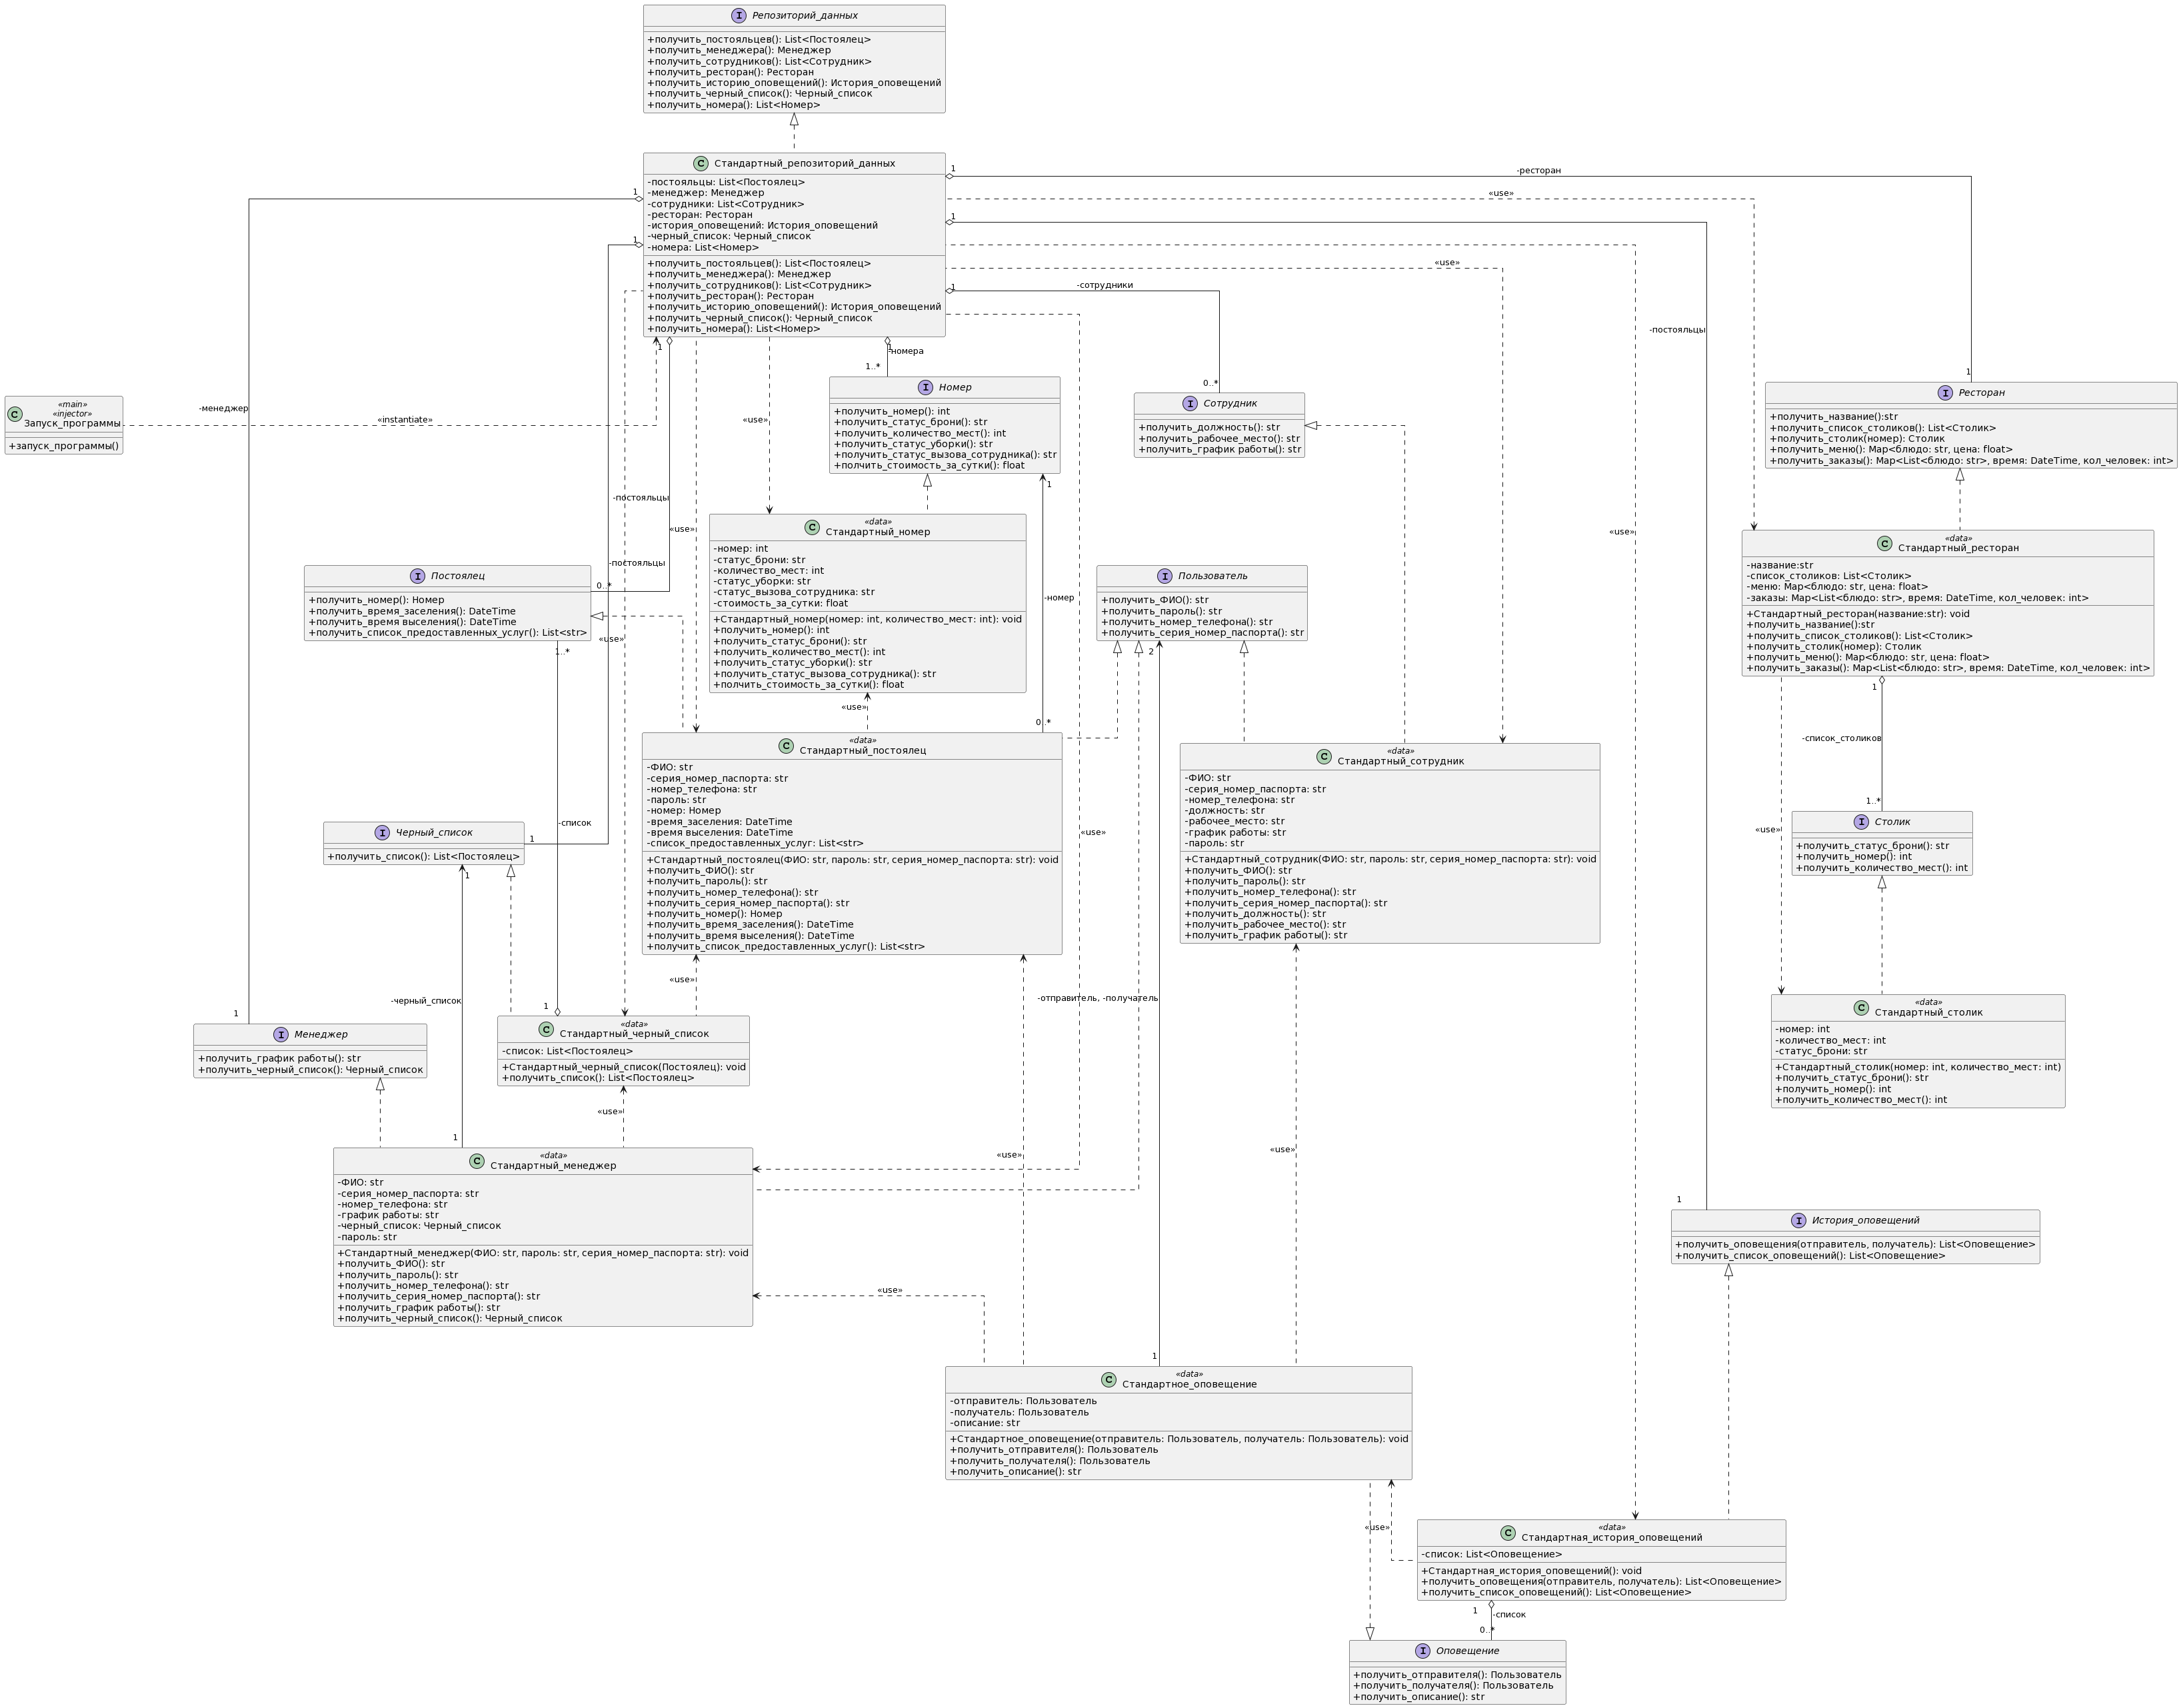 Репозиторий_данных
+получить_постояльцев(): List<Постоялец>
+получить_менеджера(): Менеджер
+получить_сотрудников(): List<Сотрудник>
+получить_ресторан(): Ресторан
+получить_историю_оповещений(): История_оповещений
+получить_черный_список(): Черный_список
+получить_номера(): List<Номер>
Стандартный_репозиторий_данных
-постояльцы: List<Постоялец>
-менеджер: Менеджер
-сотрудники: List<Сотрудник>
-ресторан: Ресторан
-история_оповещений: История_оповещений
-черный_список: Черный_список
-номера: List<Номер>
+получить_постояльцев(): List<Постоялец>
+получить_менеджера(): Менеджер
+получить_сотрудников(): List<Сотрудник>
+получить_ресторан(): Ресторан
+получить_историю_оповещений(): История_оповещений
+получить_черный_список(): Черный_список
+получить_номера(): List<Номер>
1
1
1
1
1
1
1
-ресторан
«use»
«use»
-сотрудники
-постояльцы
-номера
1..*
0..*
1
-менеджер
«main»
«injector»
Запуск_программы
+запуск_программы()
«instantiate»
«use»
Номер
+получить_номер(): int
+получить_статус_брони(): str
+получить_количество_мест(): int
+получить_статус_уборки(): str
+получить_статус_вызова_сотрудника(): str
+полчить_стоимость_за_сутки(): float
Сотрудник
+получить_должность(): str
+получить_рабочее_место(): str
+получить_график работы(): str
Ресторан
+получить_название():str
+получить_список_столиков(): List<Столик>
+получить_столик(номер): Столик
+получить_меню(): Map<блюдо: str, цена: float>
+получить_заказы(): Map<List<блюдо: str>, время: DateTime, кол_человек: int>
1
-постояльцы
«use»
«use»
-постояльцы
0..*
«use»
«data»
Стандартный_номер
-номер: int
-статус_брони: str
-количество_мест: int
-статус_уборки: str
-статус_вызова_сотрудника: str
-стоимость_за_сутки: float
+Стандартный_номер(номер: int, количество_мест: int): void
+получить_номер(): int
+получить_статус_брони(): str
+получить_количество_мест(): int
+получить_статус_уборки(): str
+получить_статус_вызова_сотрудника(): str
+полчить_стоимость_за_сутки(): float
«data»
Стандартный_ресторан
-название:str
-список_столиков: List<Столик>
-меню: Map<блюдо: str, цена: float>
-заказы: Map<List<блюдо: str>, время: DateTime, кол_человек: int>
+Стандартный_ресторан(название:str): void
+получить_название():str
+получить_список_столиков(): List<Столик>
+получить_столик(номер): Столик
+получить_меню(): Map<блюдо: str, цена: float>
+получить_заказы(): Map<List<блюдо: str>, время: DateTime, кол_человек: int>
Постоялец
+получить_номер(): Номер
+получить_время_заселения(): DateTime
+получить_время выселения(): DateTime
+получить_список_предоставленных_услуг(): List<str>
1..*
Пользователь
+получить_ФИО(): str
+получить_пароль(): str
+получить_номер_телефона(): str
+получить_серия_номер_паспорта(): str
2
-номер
«use»
0..*
1
«data»
Стандартный_постоялец
-ФИО: str
-серия_номер_паспорта: str
-номер_телефона: str
-пароль: str
-номер: Номер
-время_заселения: DateTime
-время выселения: DateTime
-список_предоставленных_услуг: List<str>
+Стандартный_постоялец(ФИО: str, пароль: str, серия_номер_паспорта: str): void
+получить_ФИО(): str
+получить_пароль(): str
+получить_номер_телефона(): str
+получить_серия_номер_паспорта(): str
+получить_номер(): Номер
+получить_время_заселения(): DateTime
+получить_время выселения(): DateTime
+получить_список_предоставленных_услуг(): List<str>
«data»
Стандартный_сотрудник
-ФИО: str
-серия_номер_паспорта: str
-номер_телефона: str
-должность: str
-рабочее_место: str
-график работы: str
-пароль: str
+Стандартный_сотрудник(ФИО: str, пароль: str, серия_номер_паспорта: str): void
+получить_ФИО(): str
+получить_пароль(): str
+получить_номер_телефона(): str
+получить_серия_номер_паспорта(): str
+получить_должность(): str
+получить_рабочее_место(): str
+получить_график работы(): str
-список_столиков
1..*
«use»
Столик
+получить_статус_брони(): str
+получить_номер(): int
+получить_количество_мест(): int
Черный_список
+получить_список(): List<Постоялец>
1
1
-список
«use»
«use»
-черный_список
1
-отправитель, -получатель
«data»
Стандартный_столик
-номер: int
-количество_мест: int
-статус_брони: str
+Стандартный_столик(номер: int, количество_мест: int)
+получить_статус_брони(): str
+получить_номер(): int
+получить_количество_мест(): int
1
Менеджер
+получить_график работы(): str
+получить_черный_список(): Черный_список
«data»
Стандартный_черный_список
-список: List<Постоялец>
+Стандартный_черный_список(Постоялец): void
+получить_список(): List<Постоялец>
«use»
1
«use»
«use»
«data»
Стандартный_менеджер
-ФИО: str
-серия_номер_паспорта: str
-номер_телефона: str
-график работы: str
-черный_список: Черный_список
-пароль: str
+Стандартный_менеджер(ФИО: str, пароль: str, серия_номер_паспорта: str): void
+получить_ФИО(): str
+получить_пароль(): str
+получить_номер_телефона(): str
+получить_серия_номер_паспорта(): str
+получить_график работы(): str
+получить_черный_список(): Черный_список
«use»
1
История_оповещений
+получить_оповещения(отправитель, получатель): List<Оповещение>
+получить_список_оповещений(): List<Оповещение>
1
«data»
Стандартное_оповещение
-отправитель: Пользователь
-получатель: Пользователь
-описание: str
+Стандартное_оповещение(отправитель: Пользователь, получатель: Пользователь): void
+получить_отправителя(): Пользователь
+получить_получателя(): Пользователь
+получить_описание(): str
«use»
«data»
Стандартная_история_оповещений
-список: List<Оповещение>
+Стандартная_история_оповещений(): void
+получить_оповещения(отправитель, получатель): List<Оповещение>
+получить_список_оповещений(): List<Оповещение>
1
-список
0..*
Оповещение
+получить_отправителя(): Пользователь
+получить_получателя(): Пользователь
+получить_описание(): str